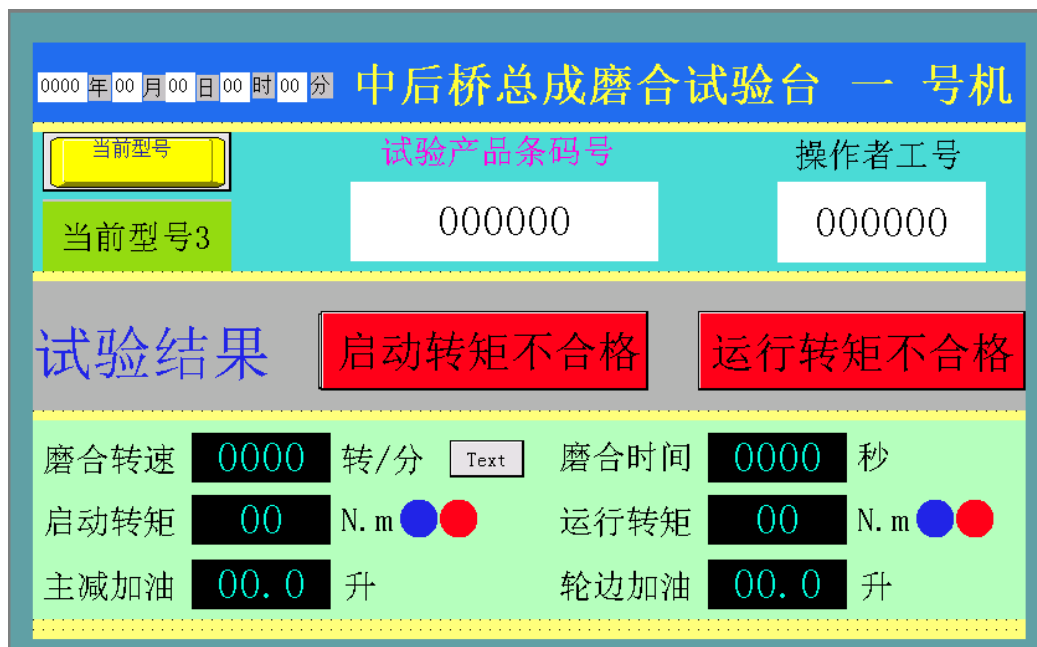 0000 年 00 月 00 日 00 时 00 分 中后桥总成磨合试验台 一 号机
当前型号 试验产品条码号 操作者工号
当前型号3 000000 000000
试验结果 启动转矩不合格 运行转矩不合格
磨合转速 0000 转/分 Text 磨合时间 0000 秒
启动转矩 00 N.m 运行转矩 00 N.m
主减加油 00.0 升 轮边加油 00.0 升